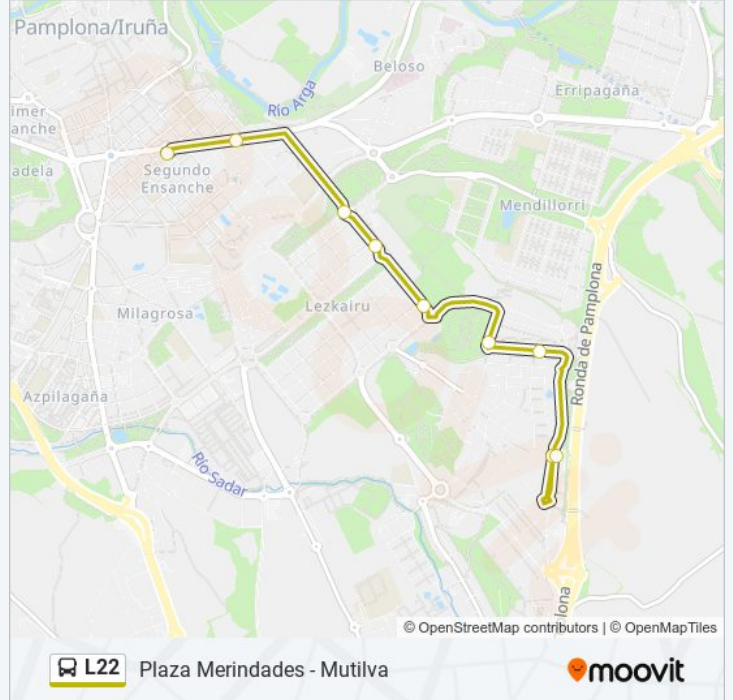 Pamplona/Iruña
Beloso
Río Arga
Erripagaña
imer
anche
adela
Segundo
Ensanche
Mendillorri
Ronda de Pamplona
Lezkairu
Milagrosa
Azpilagaña
Río Sadar
lona
© OpenStreetMap contributors | © OpenMapTiles
L22 Plaza Merindades - Mutilva
moovit